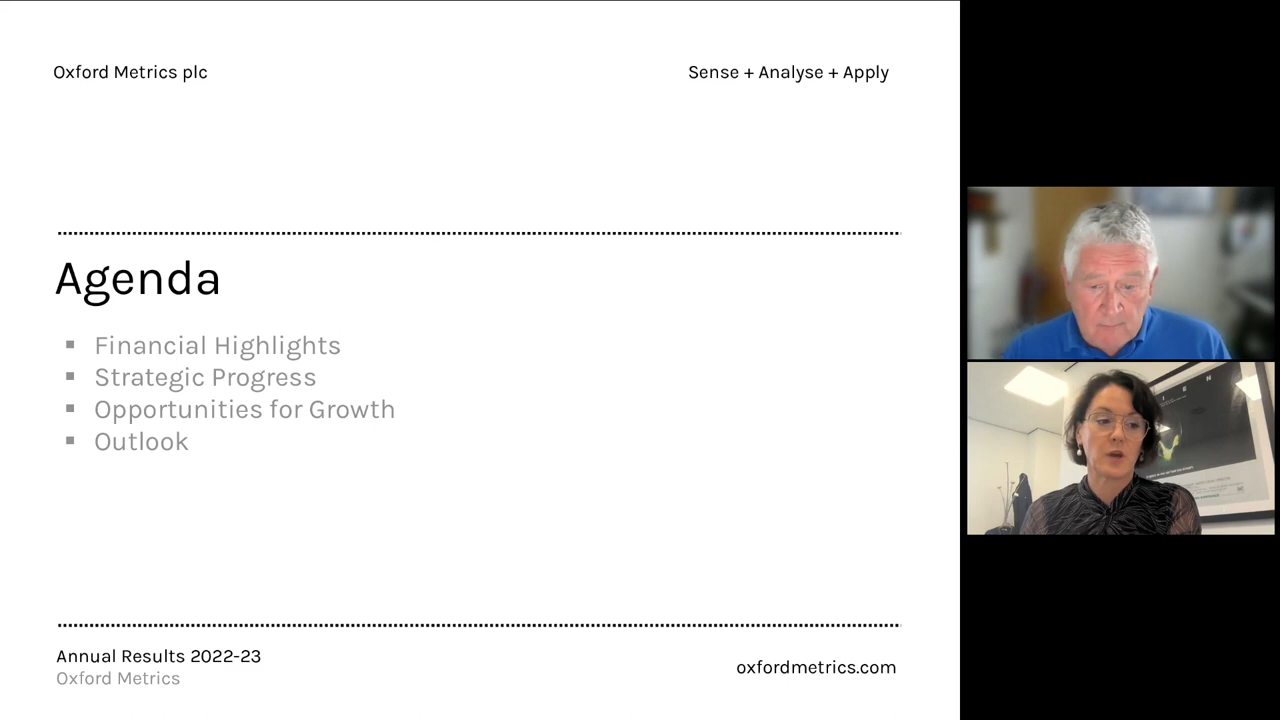 Oxford Metrics plc
Sense + Analyse + Apply
Agenda
▪ Financial Highlights
▪ Strategic Progress
▪ Opportunities for Growth
▪ Outlook
Annual Results 2022-23
Oxford Metrics
oxfordmetrics.com
I E N